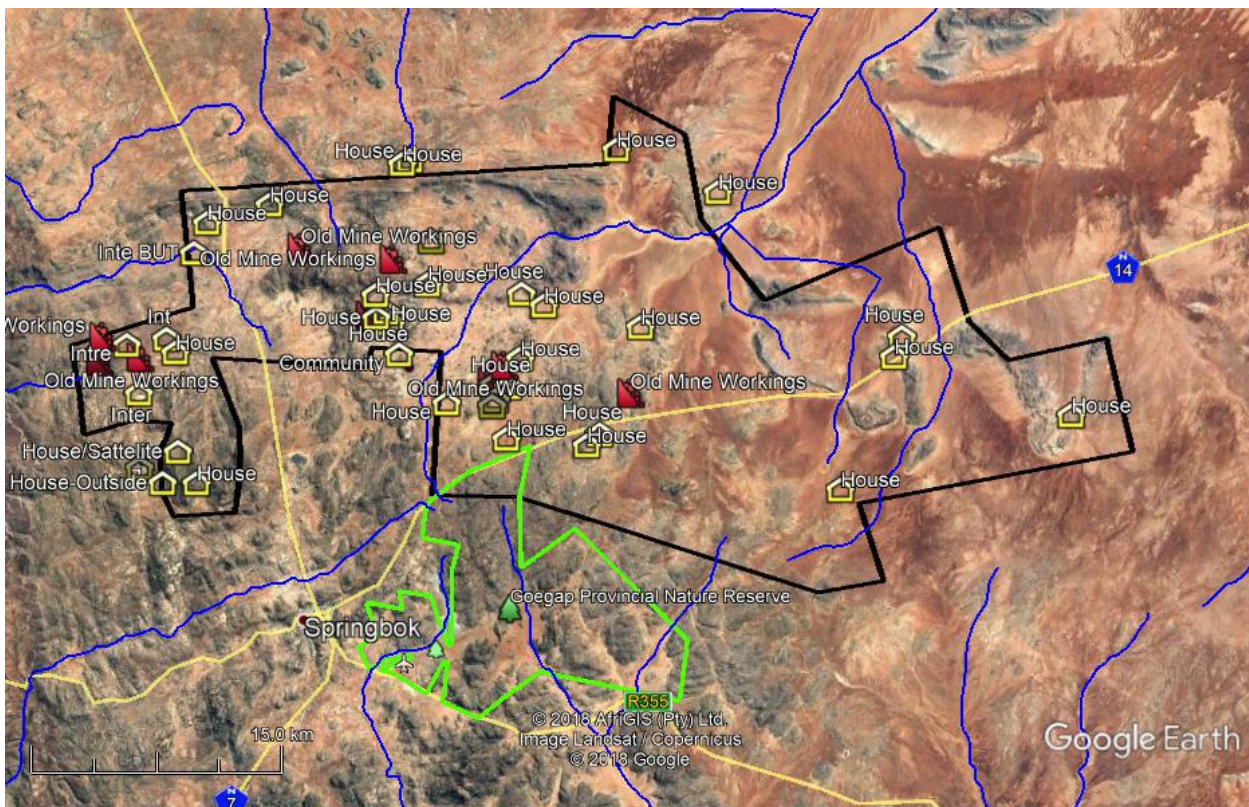 House
House House
House
House
House
Old Mine Workings
Inte BUT
Old Mine Workings
N
14
House
House
House
House
House
House
House
House
Workings
Int
House
House
Intre
House
House
Community
House
Old Mine Workings
Old Mine Workings
Old Mine Workings
House
Inter
House
House
House
House
House/Sattelite
House-Outside
House
House
Goegap Provincial Nature Reserve
Springbok
R355
© 2018 AfriGIS (Pty) Ltd.
Image Landsat / Copernicus
© 2018 Google
15.0 km
Google Earth
N
7